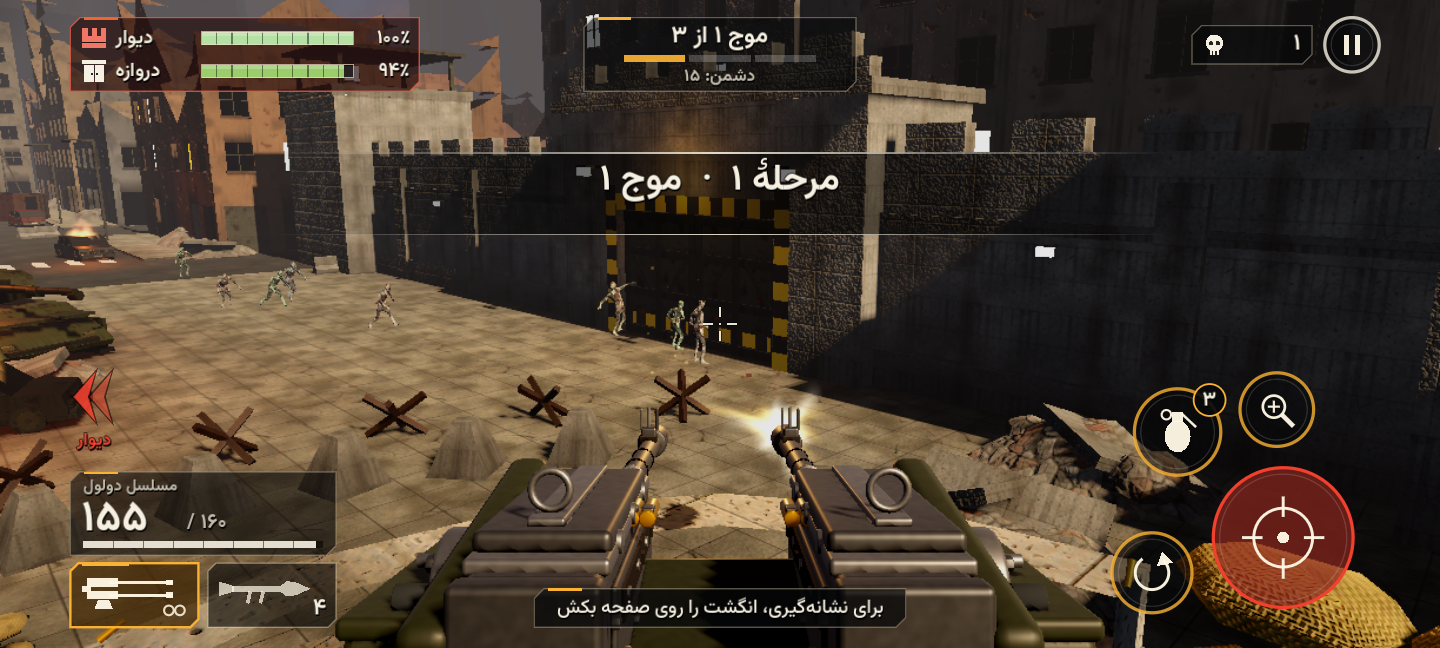 دیوار ۱۰۰٪
دروازه ۹۴٪
موج ۱ از ۳
دشمن: ۱۵
۱
مرحلهٔ ۱ · موج ۱
دیوار
۳
مسلسل دولول
۱۵۵ / ۱۶۰
∞
۴
برای نشانه‌گیری، انگشت را روی صفحه بکش